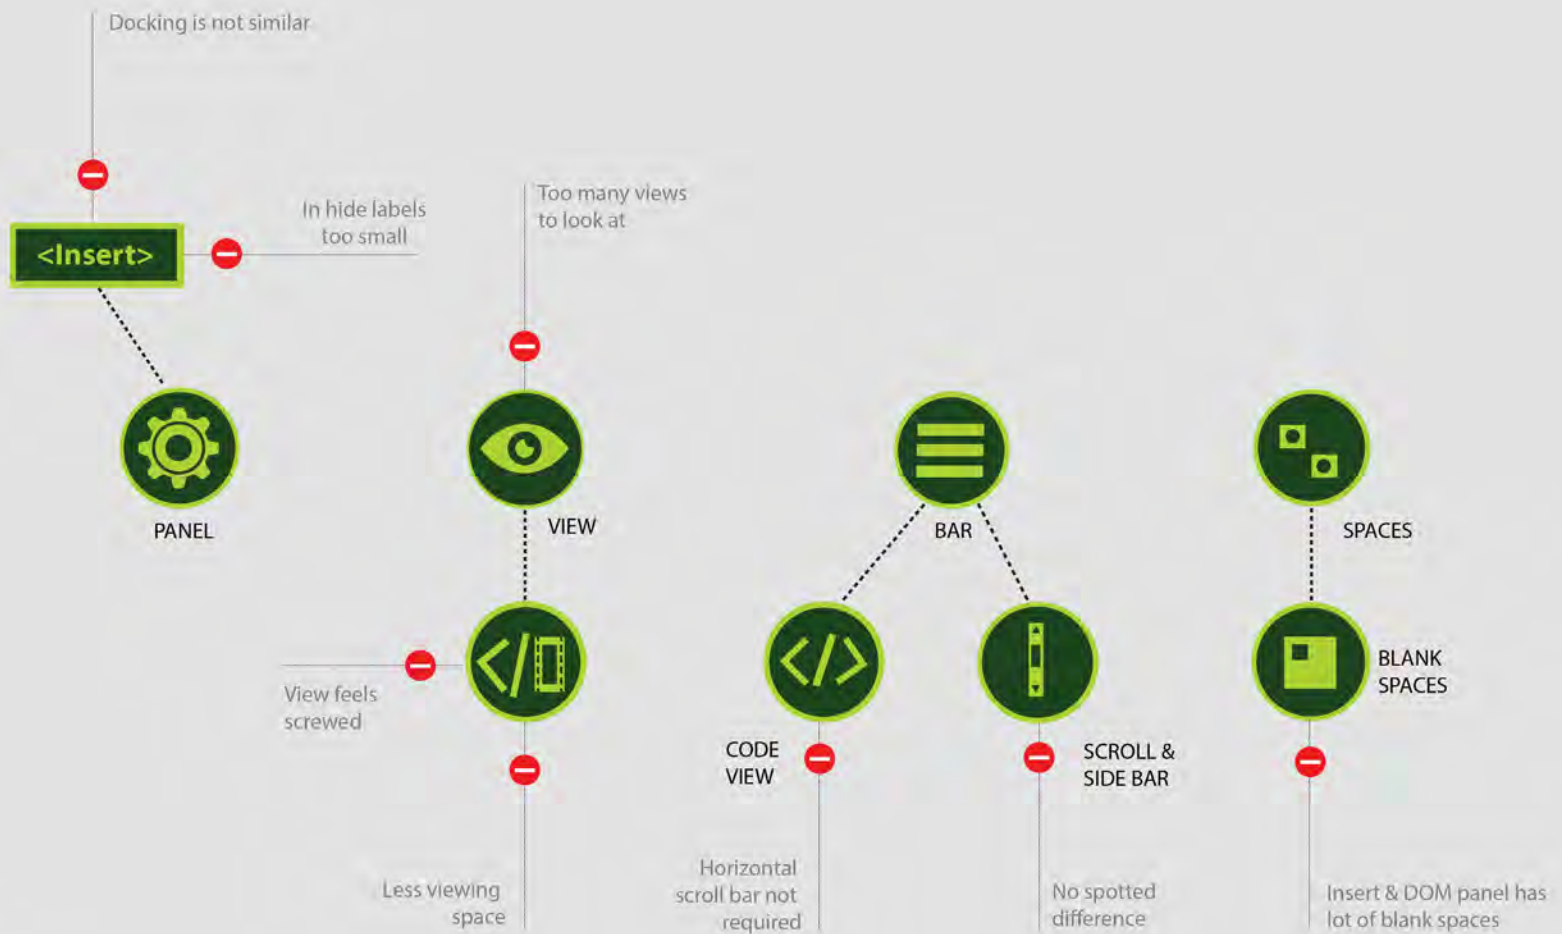 Docking is not similar
In hide labels
too small
<Insert>
PANEL
Too many views
to look at
VIEW
View feels
screwed
Less viewing
space
BAR
CODE
VIEW
Horizontal
scroll bar not
required
SCROLL &
SIDE BAR
No spotted
difference
SPACES
BLANK
SPACES
Insert & DOM panel has
lot of blank spaces